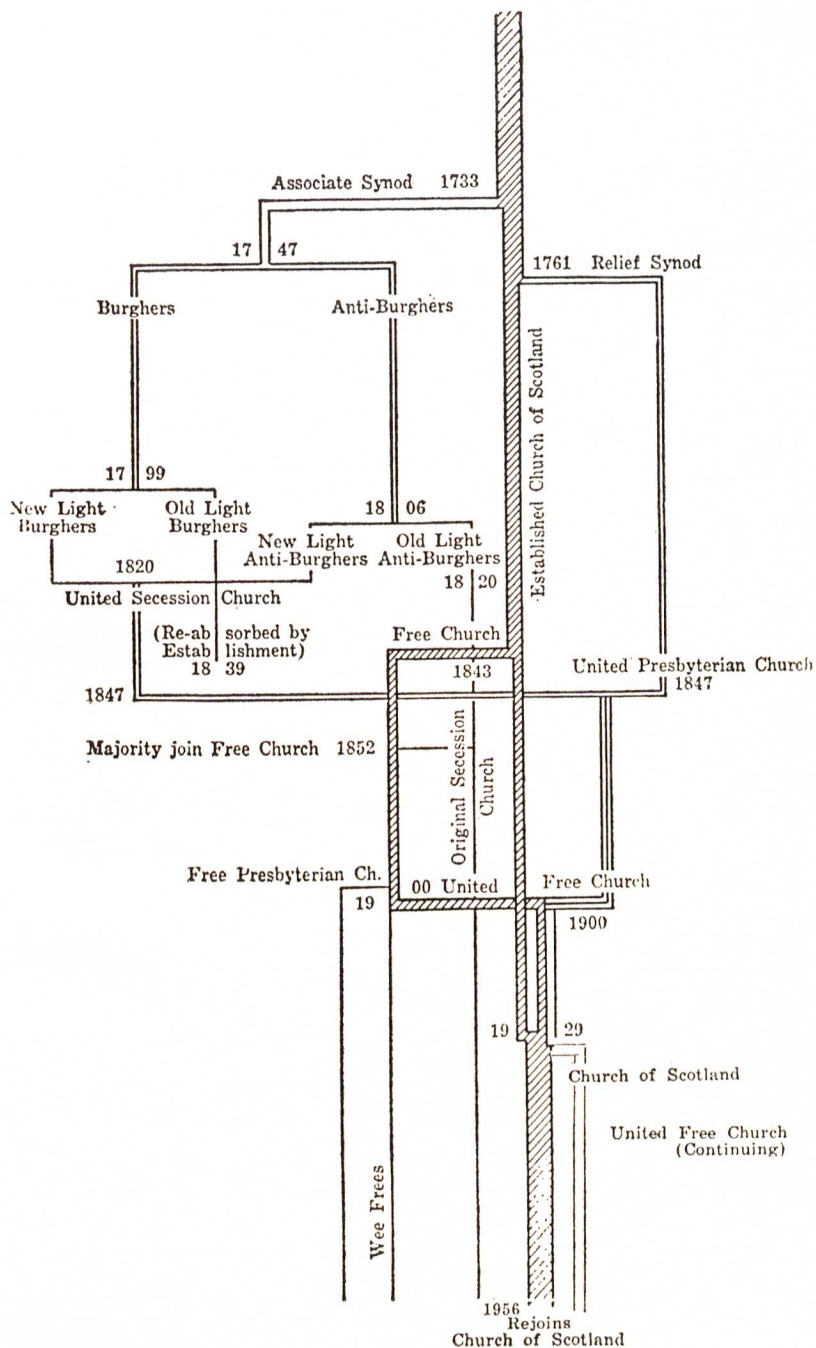 Associate Synod 1733
17 47
1761 Relief Synod
Burghers
Anti-Burghers
Established Church of Scotland
17 99
New Light
Burghers
Old Light
Burghers
18 06
New Light
Anti-Burghers
Old Light
Anti-Burghers
1820
18 20
United Secession Church
(Re-ab sorbed by
Estab lishment)
18 39
Free Church
1843
United Presbyterian Church
1847
1847
Majority join Free Church 1852
Original Secession
Church
Free Presbyterian Ch.
00 United
Free Church
19
1900
19 29
Church of Scotland
United Free Church
(Continuing)
Wee Frees
1956
Rejoins
Church of Scotland